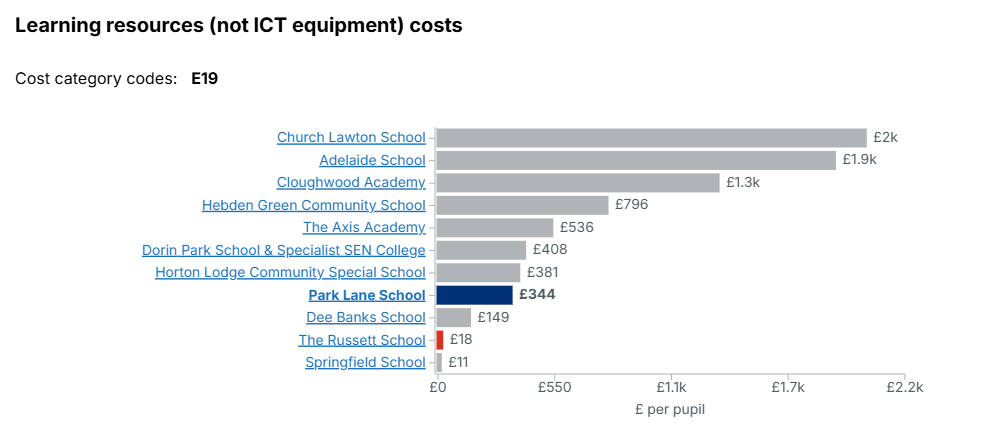 Learning resources (not ICT equipment) costs
Cost category codes: E19
Church Lawton School £2k
Adelaide School £1.9k
Cloughwood Academy £1.3k
Hebden Green Community School £796
The Axis Academy £536
Dorin Park School & Specialist SEN College £408
Horton Lodge Community Special School £381
Park Lane School £344
Dee Banks School £149
The Russett School £18
Springfield School £11
£0 £550 £1.1k £1.7k £2.2k
£ per pupil